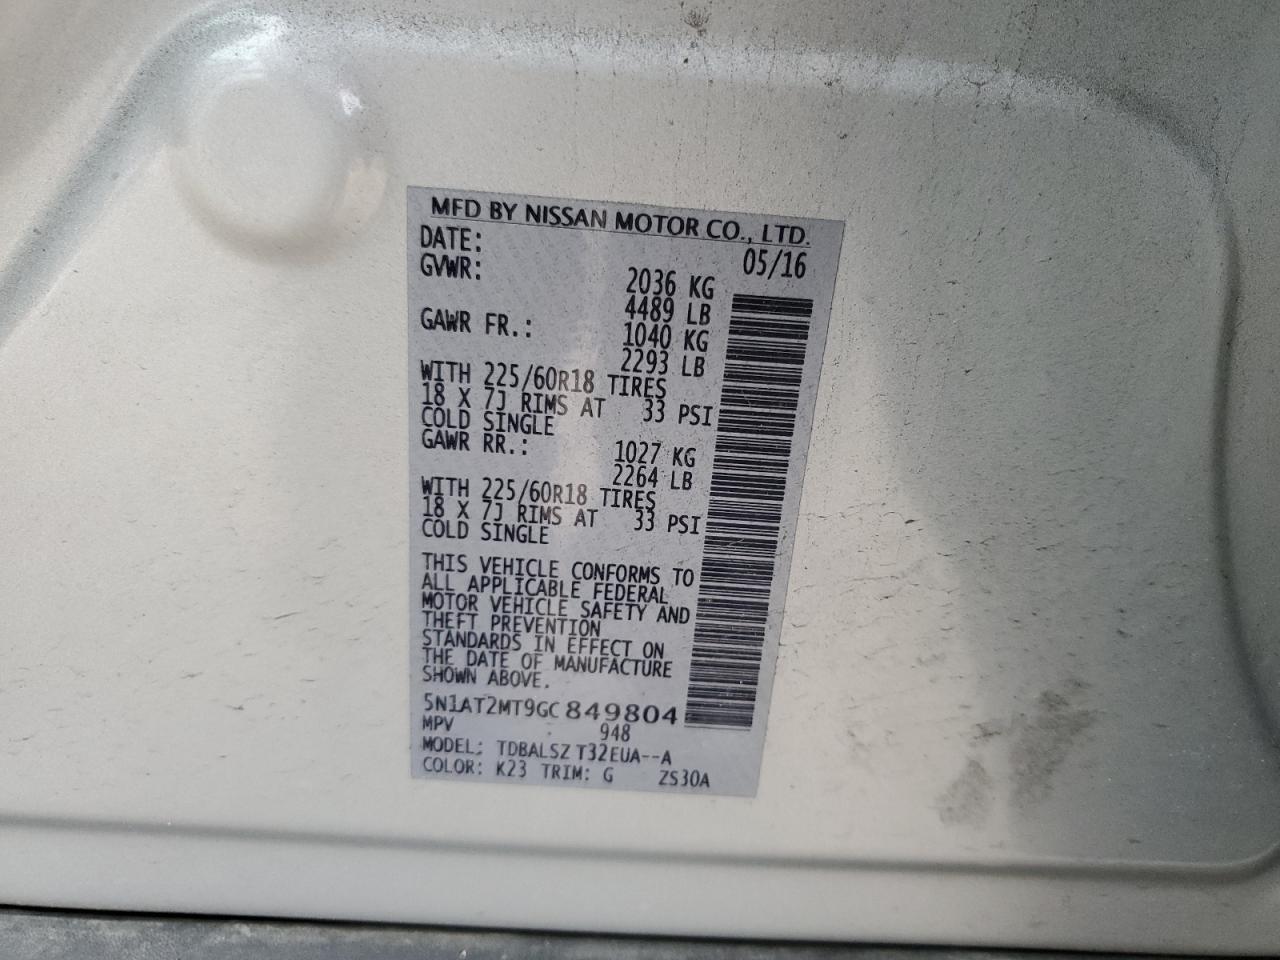 MFD BY NISSAN MOTOR CO., LTD.
DATE: 05/16
GVWR: 2036 KG
4489 LB
GAWR FR.: 1040 KG
2293 LB
WITH 225/60R18 TIRES
18 X 7J RIMS AT 33 PSI
COLD SINGLE
GAWR RR.: 1027 KG
2264 LB
WITH 225/60R18 TIRES
18 X 7J RIMS AT 33 PSI
COLD SINGLE
THIS VEHICLE CONFORMS TO
ALL APPLICABLE FEDERAL
MOTOR VEHICLE SAFETY AND
THEFT PREVENTION
STANDARDS IN EFFECT ON
THE DATE OF MANUFACTURE
SHOWN ABOVE.
5N1AT2MT9GC849804
MPV 948
MODEL: TDBALSZ T32EUA--A
COLOR: K23 TRIM: G ZS30A